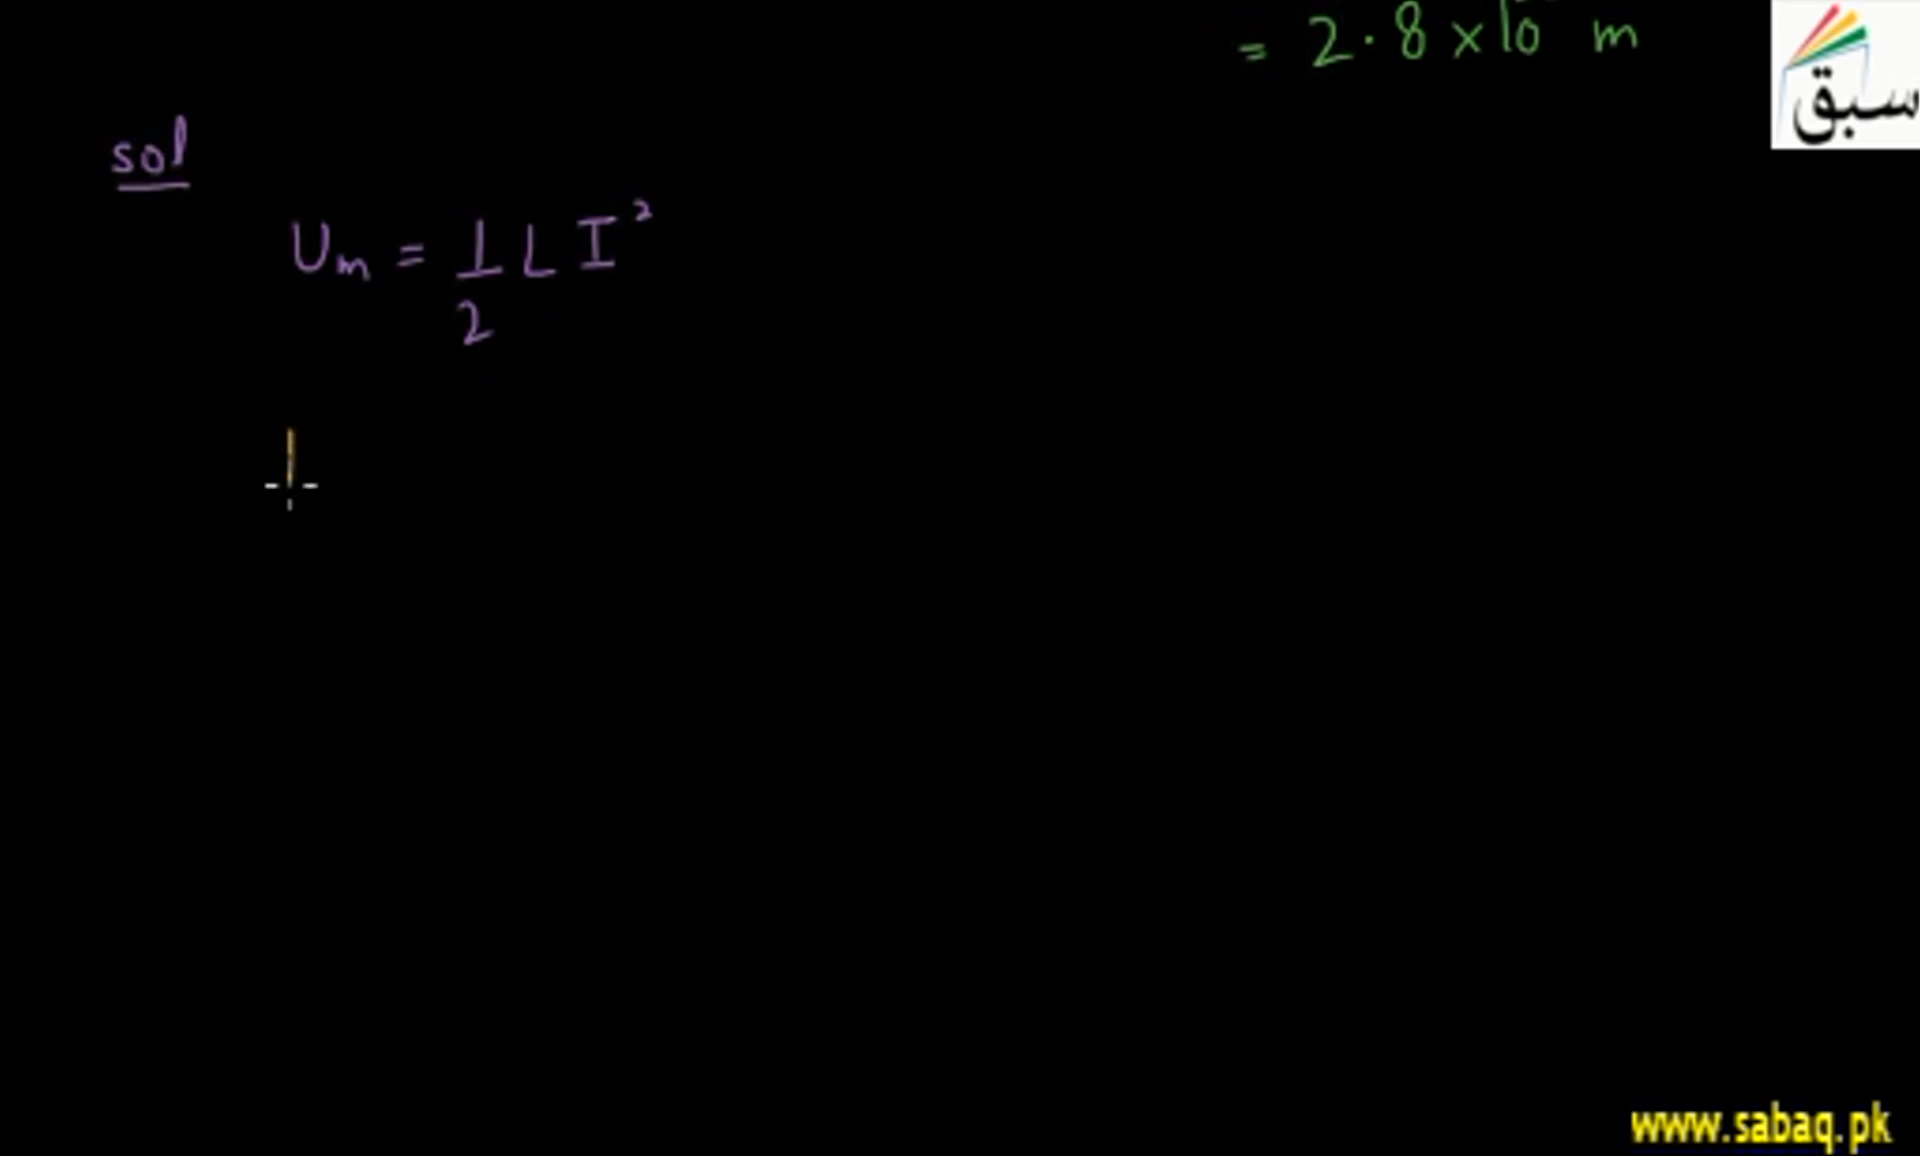 = 2.8 x 10 m
سبق
sol
Um = 1/2 L I²
www.sabaq.pk